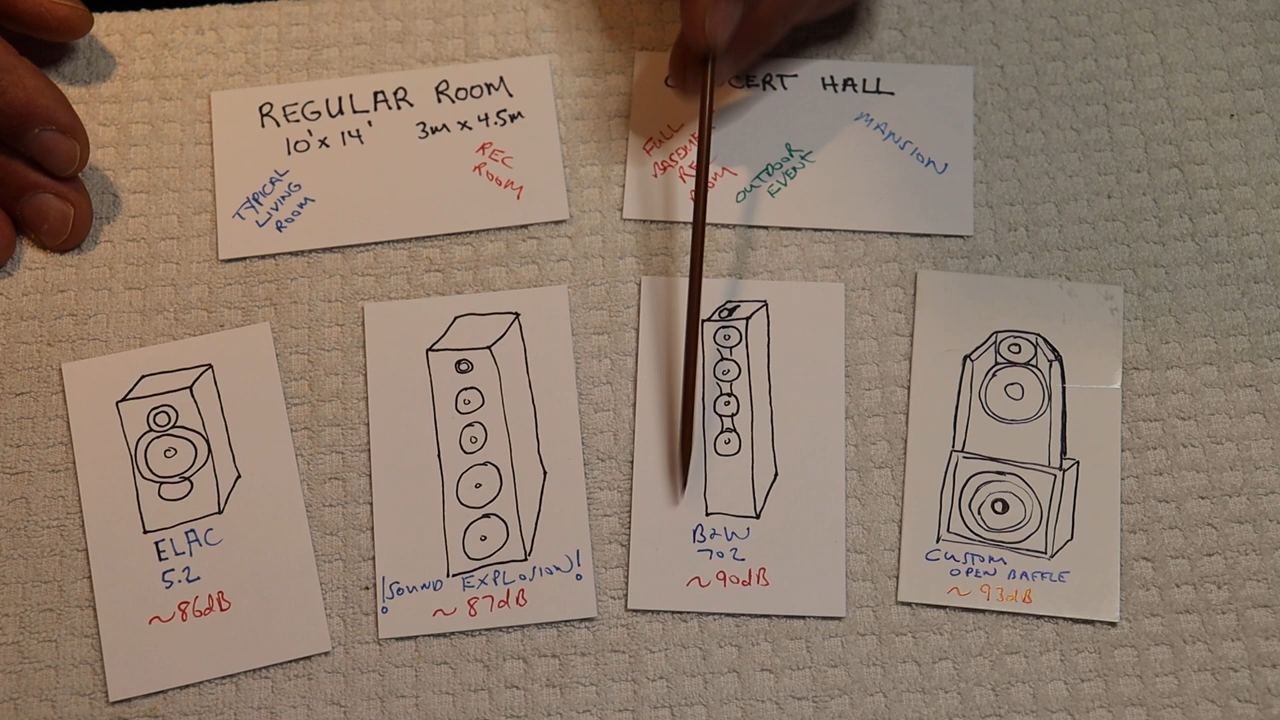 REGULAR ROOM
10' x 14' 3m x 4.5m
TYPICAL
LIVING
ROOM
REC
ROOM
HALL
FULL
OUTDOOR
EVENT
MANSION
ELAC
5.2
~86dB
!SOUND EXPLOSION!
~87dB
B&W
702
~90dB
CUSTOM
OPEN BAFFLE
~93dB